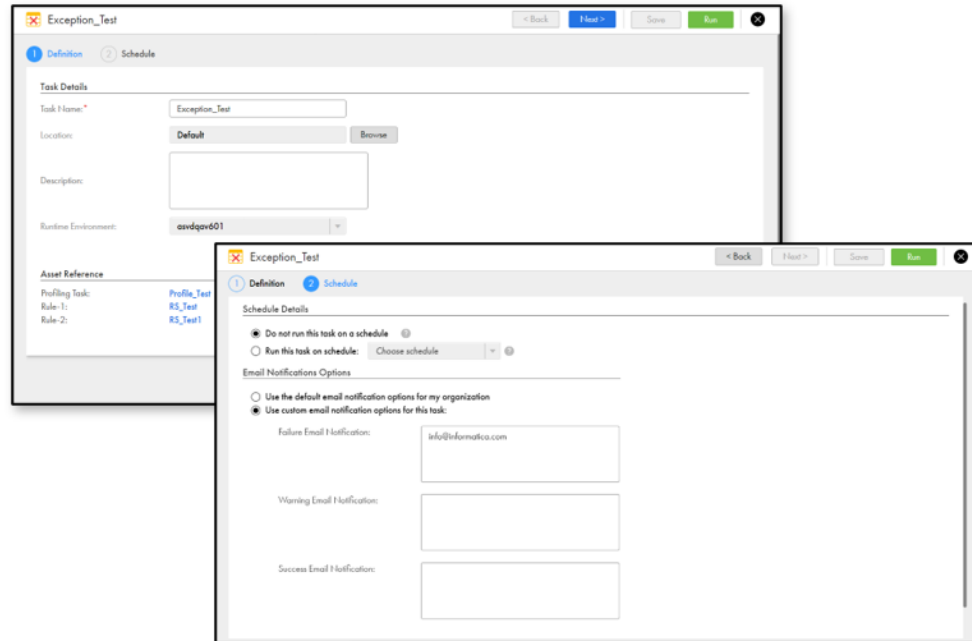 Exception_Test
< Back Next > Save Run
1 Definition 2 Schedule
Task Details
Task Name:* Exception_Test
Location: Default Browse
Description:
Runtime Environment: asvdqav601
Asset Reference
Profiling Task: Profile_Test
Rule-1: RS_Test
Rule-2: RS_Test1
Exception_Test
< Back Next > Save Run
1 Definition 2 Schedule
Schedule Details
Do not run this task on a schedule ?
Run this task on schedule: Choose schedule ?
Email Notifications Options
Use the default email notification options for my organization
Use custom email notification options for this task:
Failure Email Notification: info@informatica.com
Warning Email Notification:
Success Email Notification: